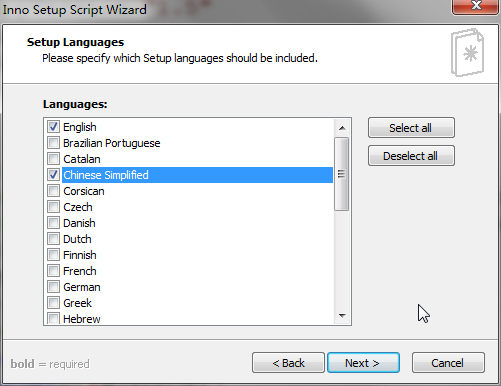 Inno Setup Script Wizard
Setup Languages
Please specify which Setup languages should be included.
Languages:
English
Brazilian Portuguese
Catalan
Chinese Simplified
Corsican
Czech
Danish
Dutch
Finnish
French
German
Greek
Hebrew
Select all
Deselect all
bold = required
< Back
Next >
Cancel